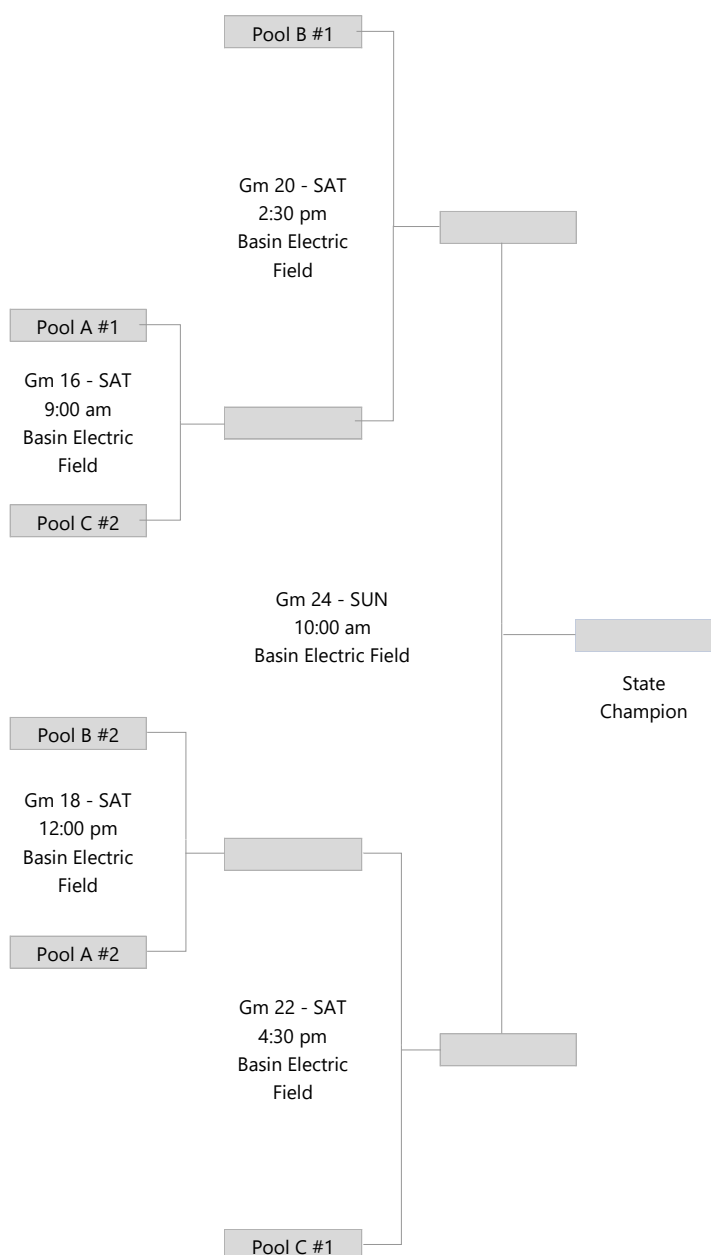 Pool B #1
Gm 20 - SAT
2:30 pm
Basin Electric
Field
Pool A #1
Gm 16 - SAT
9:00 am
Basin Electric
Field
Pool C #2
Gm 24 - SUN
10:00 am
Basin Electric Field
State
Champion
Pool B #2
Gm 18 - SAT
12:00 pm
Basin Electric
Field
Pool A #2
Gm 22 - SAT
4:30 pm
Basin Electric
Field
Pool C #1